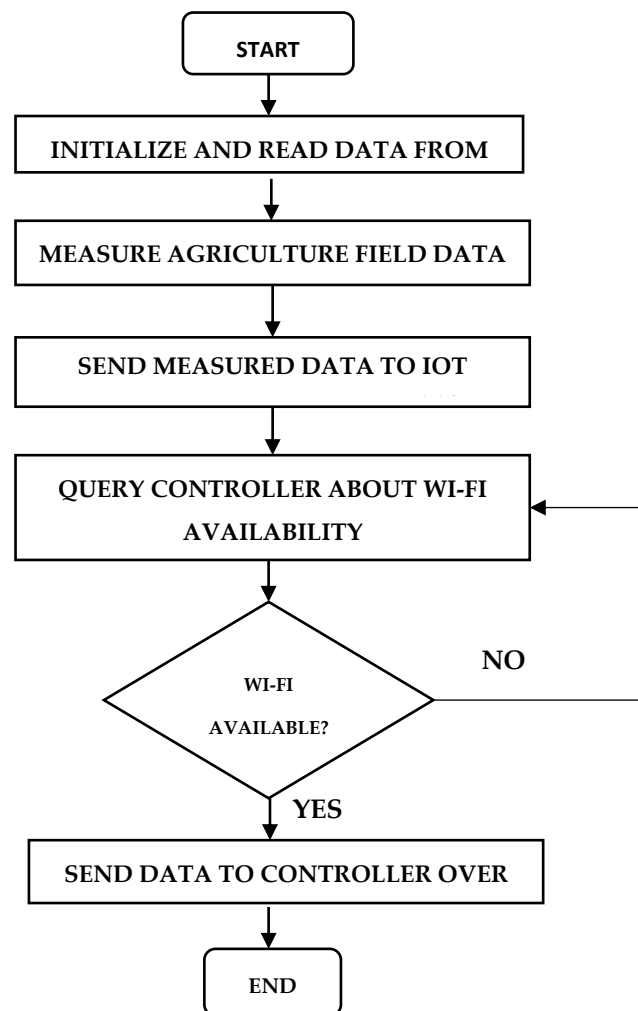 START
INITIALIZE AND READ DATA FROM
MEASURE AGRICULTURE FIELD DATA
SEND MEASURED DATA TO IOT
QUERY CONTROLLER ABOUT WI-FI
AVAILABILITY
NO
WI-FI
AVAILABLE?
YES
SEND DATA TO CONTROLLER OVER
END